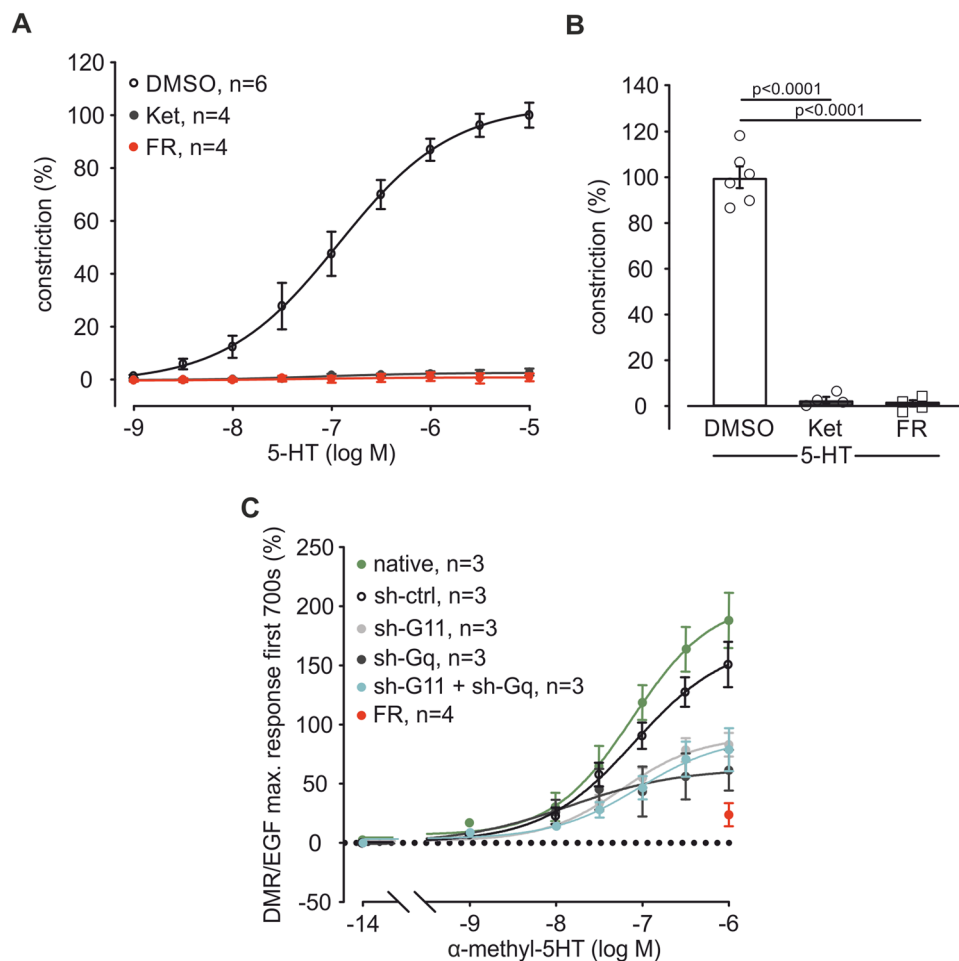 A
120
100
80
60
40
20
0
constriction (%)
DMSO, n=6
Ket, n=4
FR, n=4
-9
-8
-7
-6
-5
5-HT (log M)
B
140
120
100
80
60
40
20
0
constriction (%)
p<0.0001
p<0.0001
DMSO
Ket
FR
5-HT
C
250
200
150
100
50
0
-50
DMR/EGF max. response first 700s (%)
native, n=3
sh-ctrl, n=3
sh-G11, n=3
sh-Gq, n=3
sh-G11 + sh-Gq, n=3
FR, n=4
-14
-9
-8
-7
-6
α-methyl-5HT (log M)